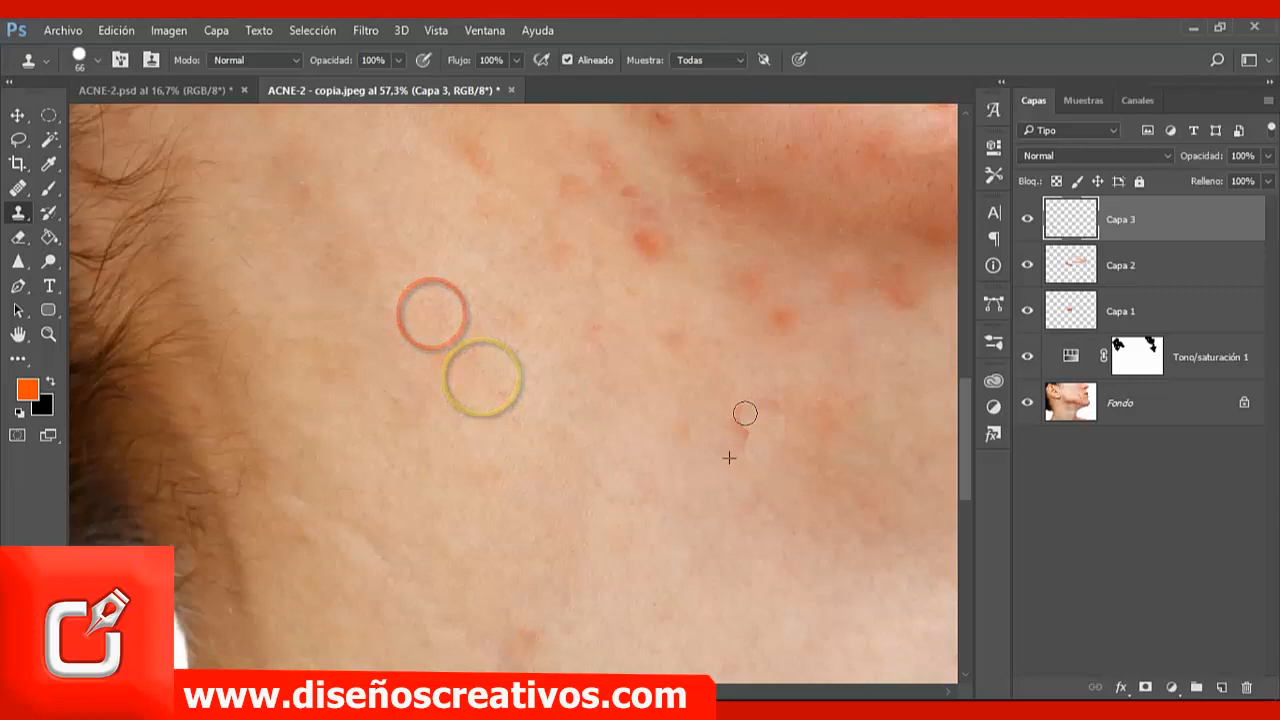 Ps Archivo Edición Imagen Capa Texto Selección Filtro 3D Vista Ventana Ayuda
66 Modo: Normal Opacidad: 100% Flujo: 100% Alineado Muestra: Todas
ACNE-2.psd al 16,7% (RGB/8*) * ACNE-2 - copia.jpeg al 57,3% (Capa 3, RGB/8*) *
Capas Muestras Canales
Tipo
Normal Opacidad: 100%
Bloq.: Relleno: 100%
Capa 3
Capa 2
Capa 1
Tono/saturación 1
Fondo
www.diseñoscreativos.com